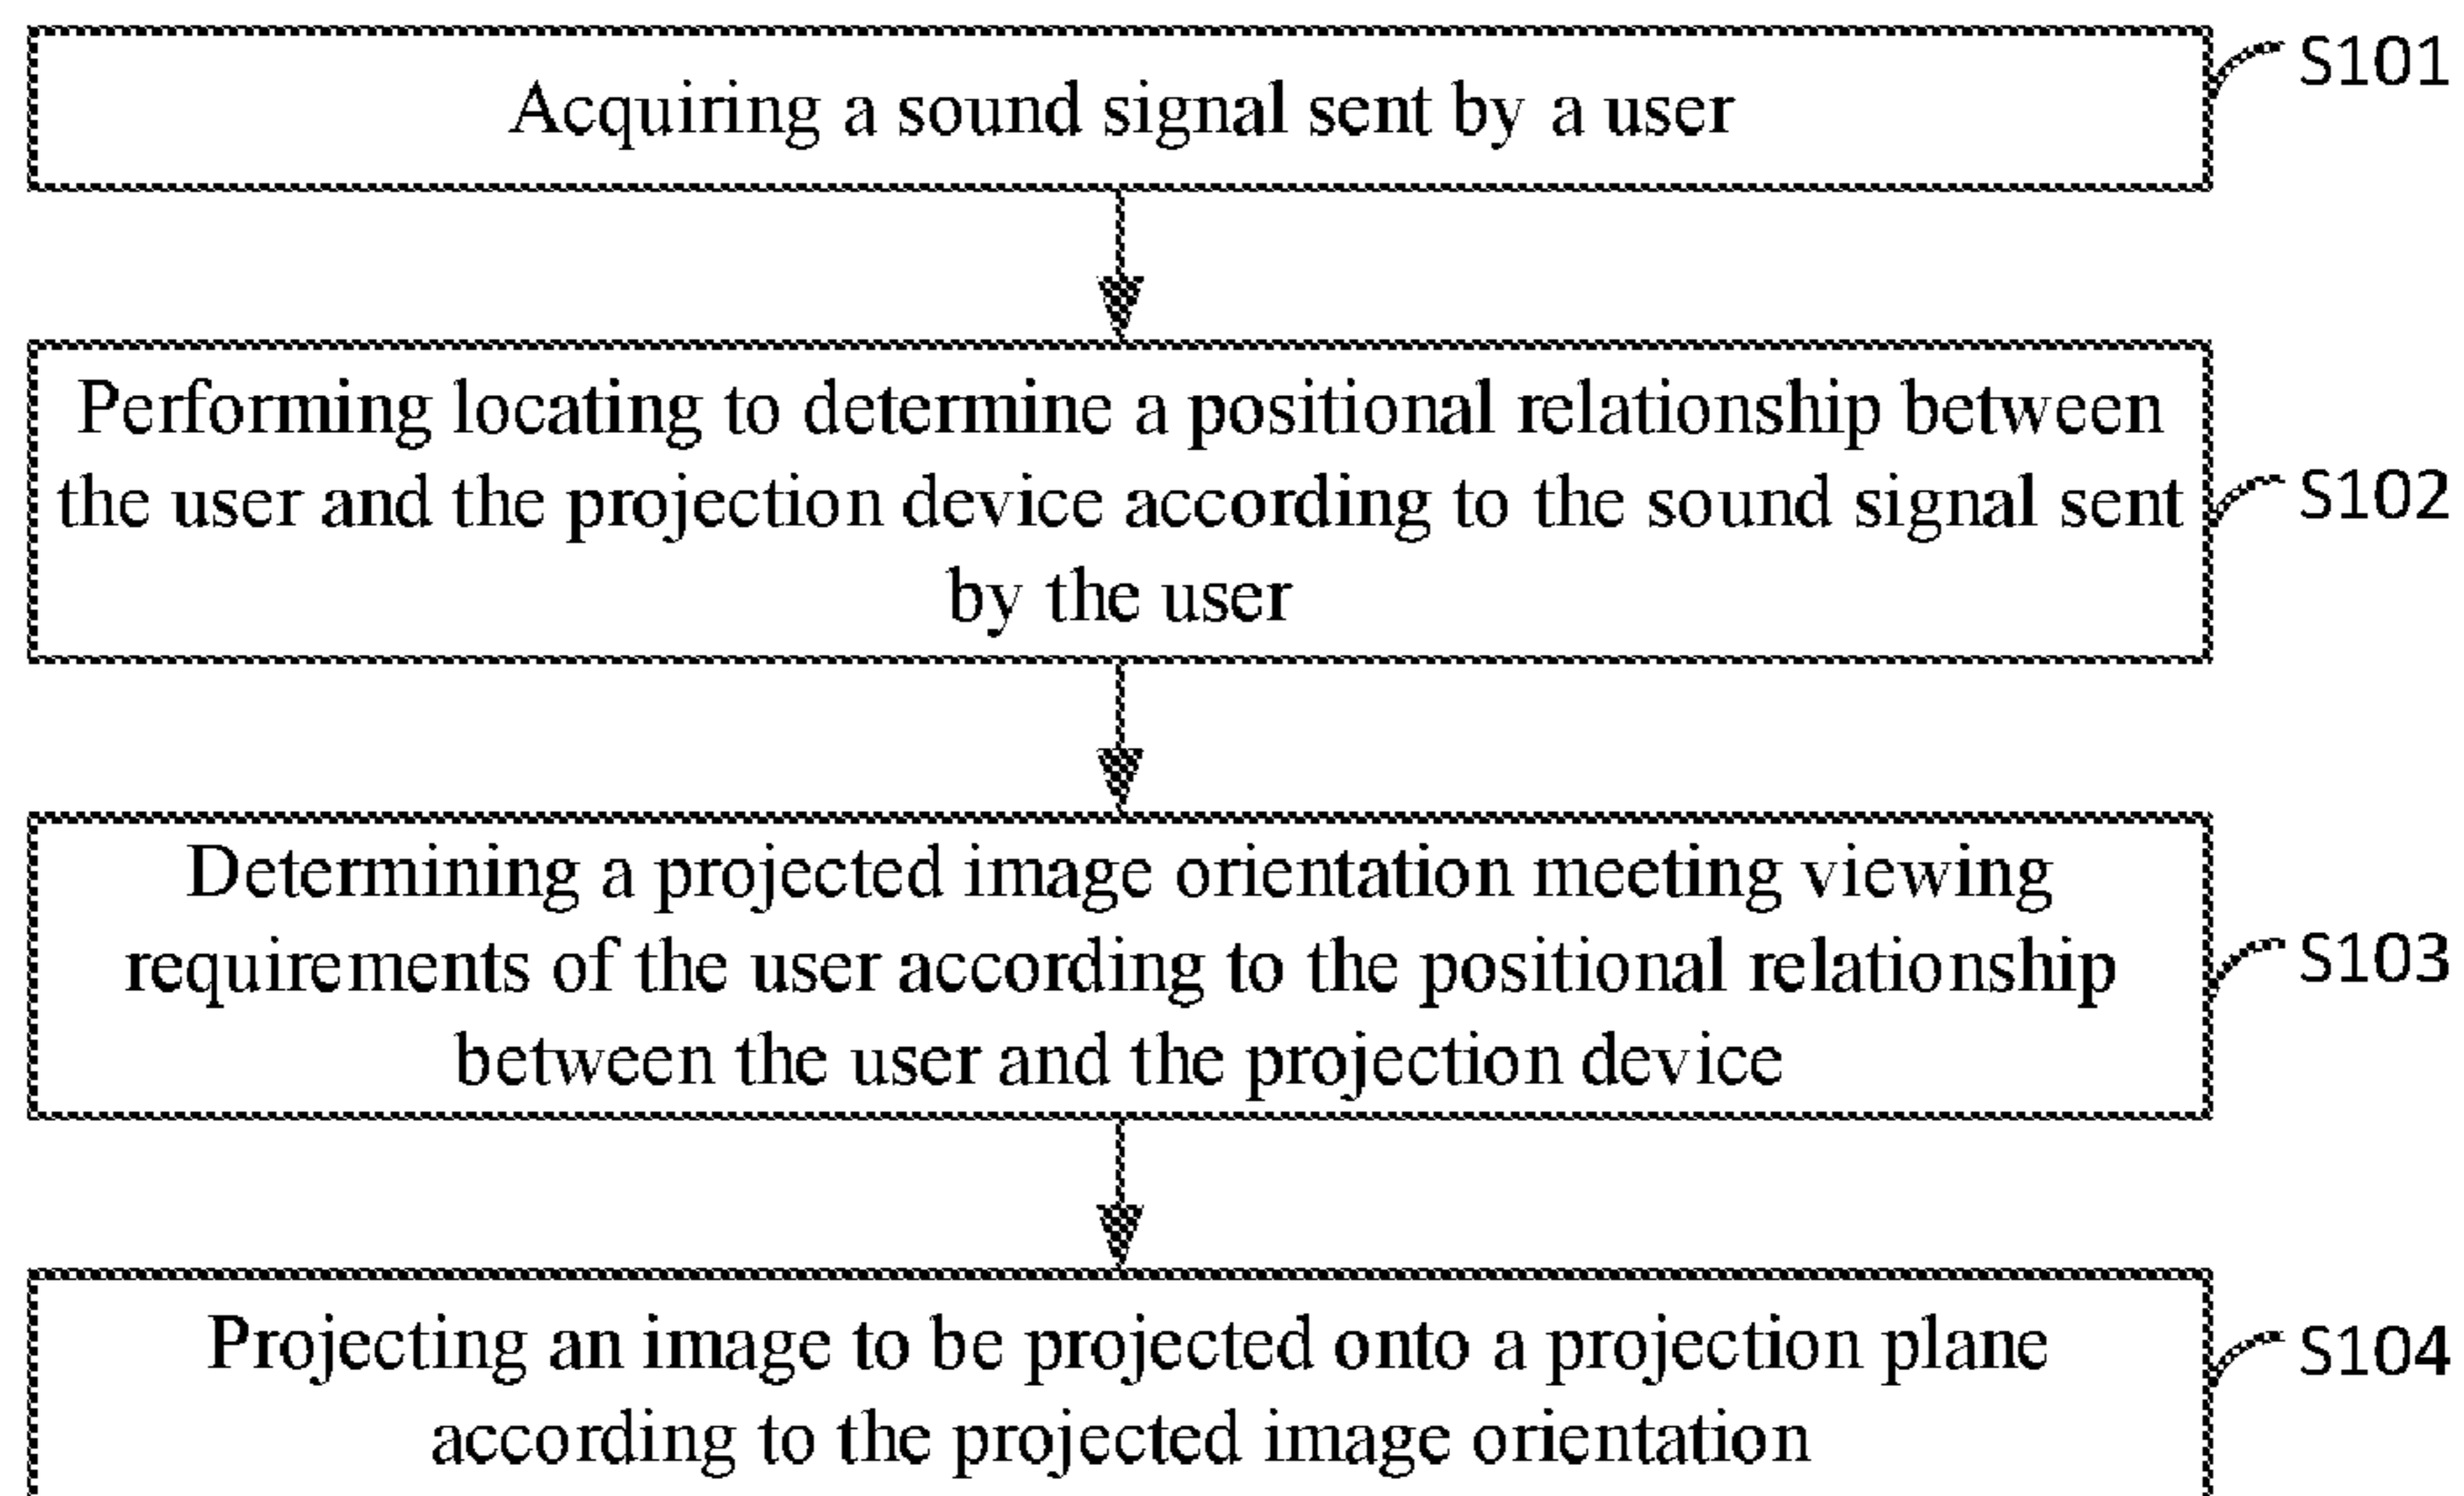 Acquiring a sound signal sent by a user
S101
Performing locating to determine a positional relationship between
the user and the projection device according to the sound signal sent
by the user
S102
Determining a projected image orientation meeting viewing
requirements of the user according to the positional relationship
between the user and the projection device
S103
Projecting an image to be projected onto a projection plane
according to the projected image orientation
S104